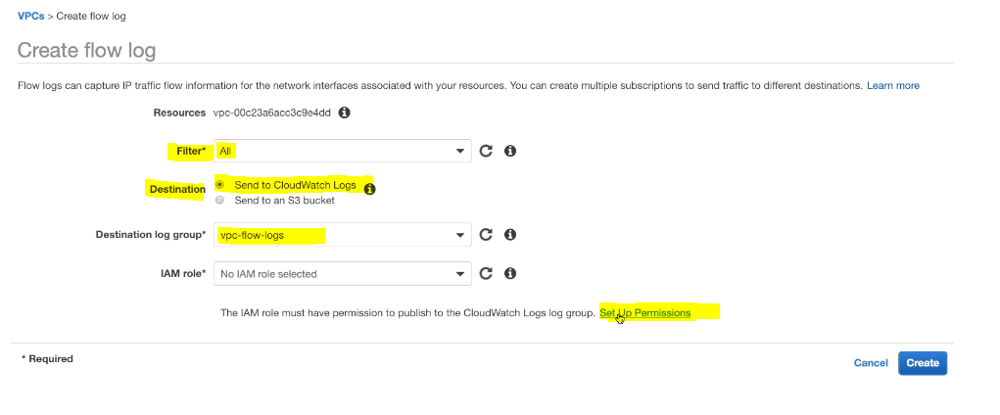 VPCs > Create flow log
Create flow log
Flow logs can capture IP traffic flow information for the network interfaces associated with your resources. You can create multiple subscriptions to send traffic to different destinations. Learn more
Resources vpc-00c23a6acc3c9e4dd
Filter* All
Destination Send to CloudWatch Logs
Send to an S3 bucket
Destination log group* vpc-flow-logs
IAM role* No IAM role selected
The IAM role must have permission to publish to the CloudWatch Logs log group. Set Up Permissions
* Required
Cancel Create